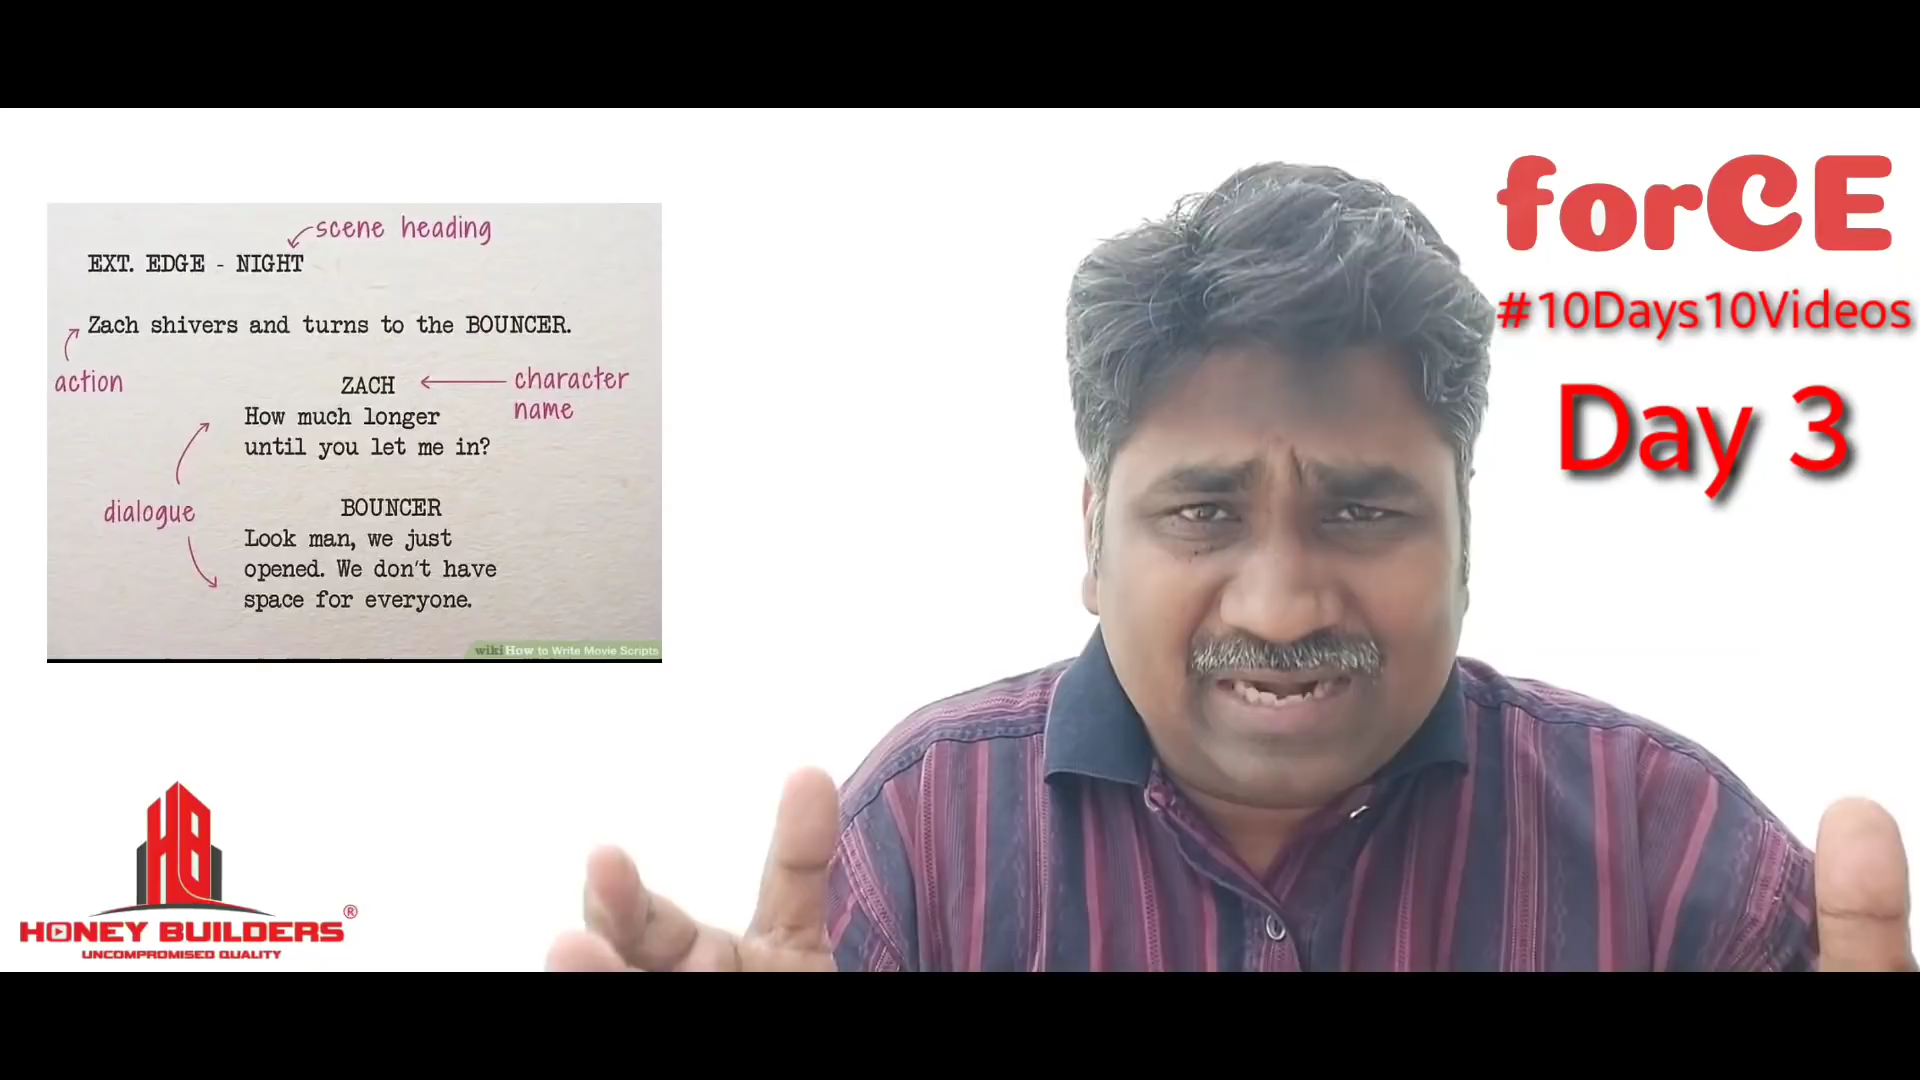 scene heading
EXT. EDGE - NIGHT
Zach shivers and turns to the BOUNCER.
action
ZACH
character
name
How much longer
until you let me in?
dialogue
BOUNCER
Look man, we just
opened. We don't have
space for everyone.
wikiHow to Write Movie Scripts
forCE
#10Days10Videos
Day 3
HB
HONEY BUILDERS®
UNCOMPROMISED QUALITY